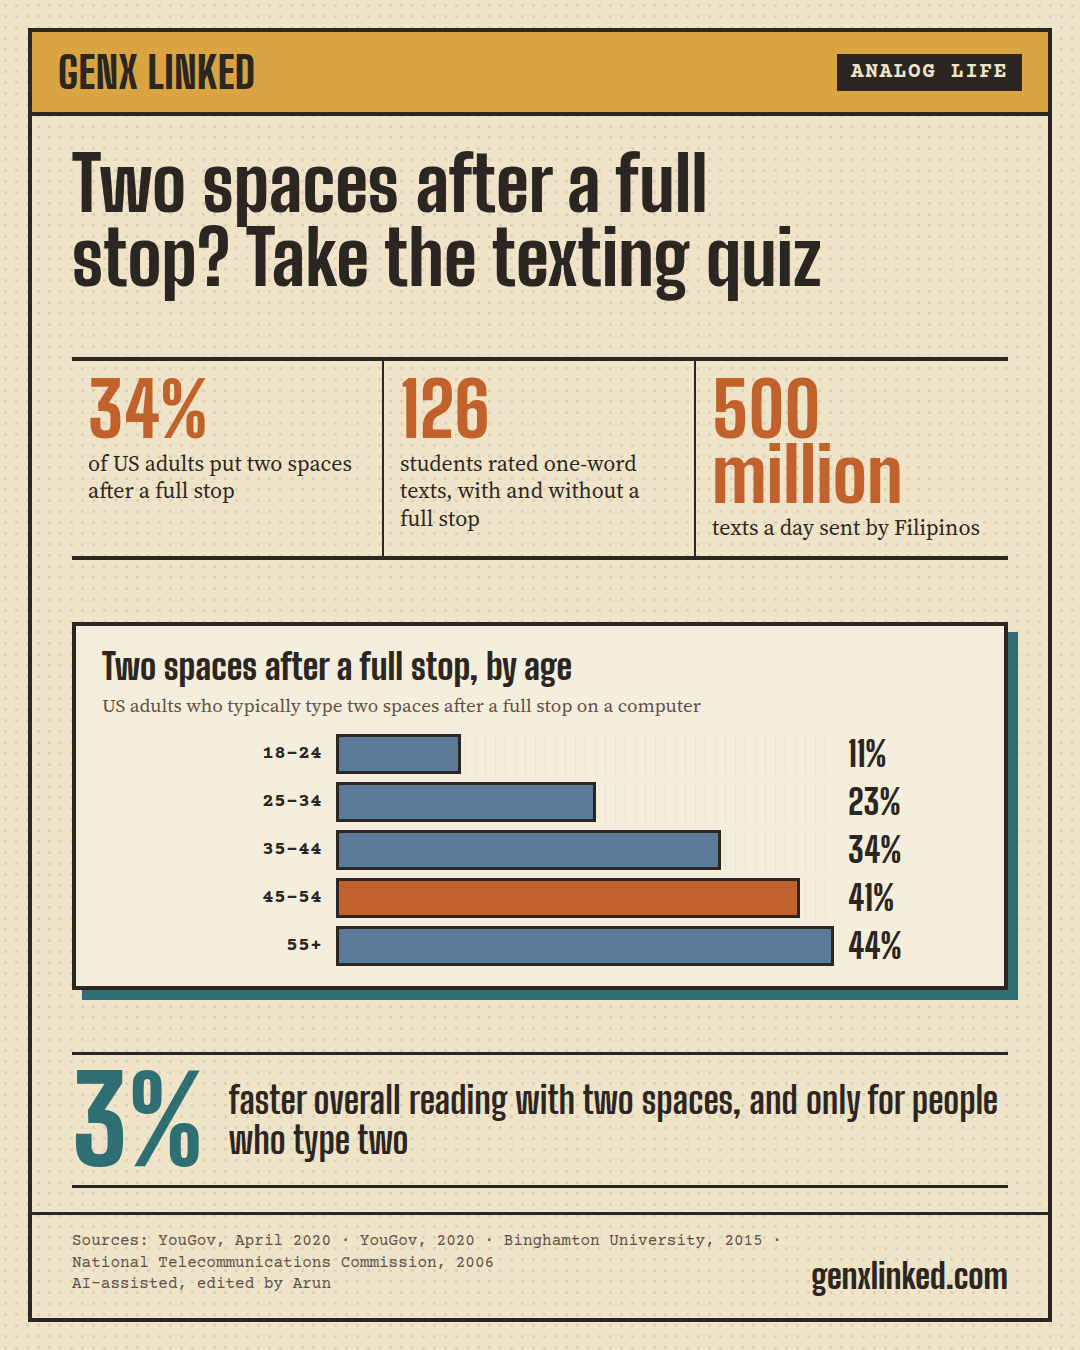 GENX LINKED
ANALOG LIFE
Two spaces after a full
stop? Take the texting quiz
34%
of US adults put two spaces
after a full stop
126
students rated one-word
texts, with and without a
full stop
500
million
texts a day sent by Filipinos
Two spaces after a full stop, by age
US adults who typically type two spaces after a full stop on a computer
18–24 11%
25–34 23%
35–44 34%
45–54 41%
55+ 44%
3%
faster overall reading with two spaces, and only for people
who type two
Sources: YouGov, April 2020 · YouGov, 2020 · Binghamton University, 2015 ·
National Telecommunications Commission, 2006
AI-assisted, edited by Arun
genxlinked.com